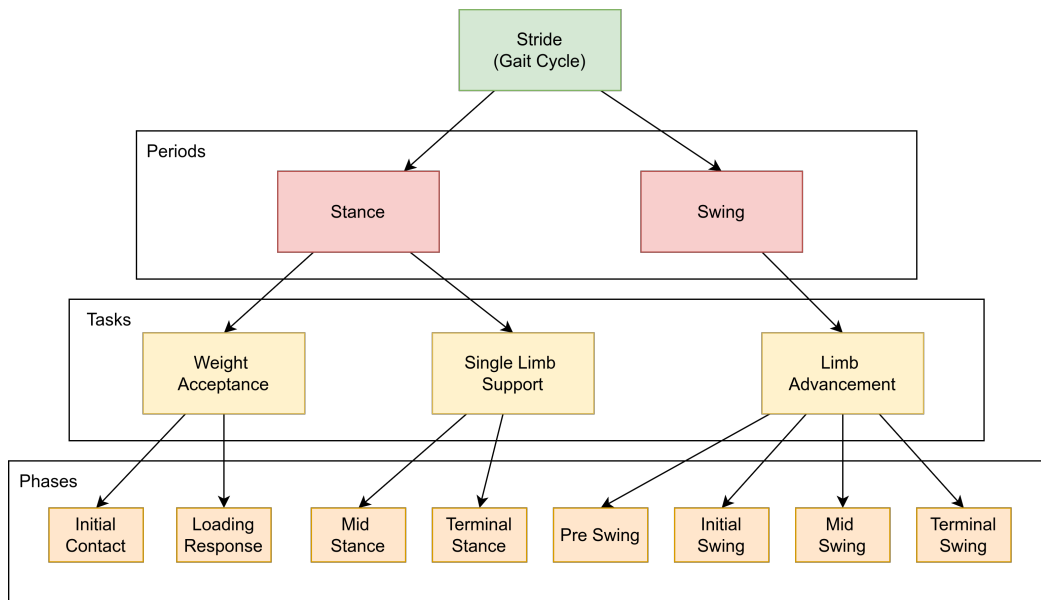 Stride
(Gait Cycle)
Periods
Stance
Swing
Tasks
Weight
Acceptance
Single Limb
Support
Limb
Advancement
Phases
Initial
Contact
Loading
Response
Mid
Stance
Terminal
Stance
Pre Swing
Initial
Swing
Mid
Swing
Terminal
Swing